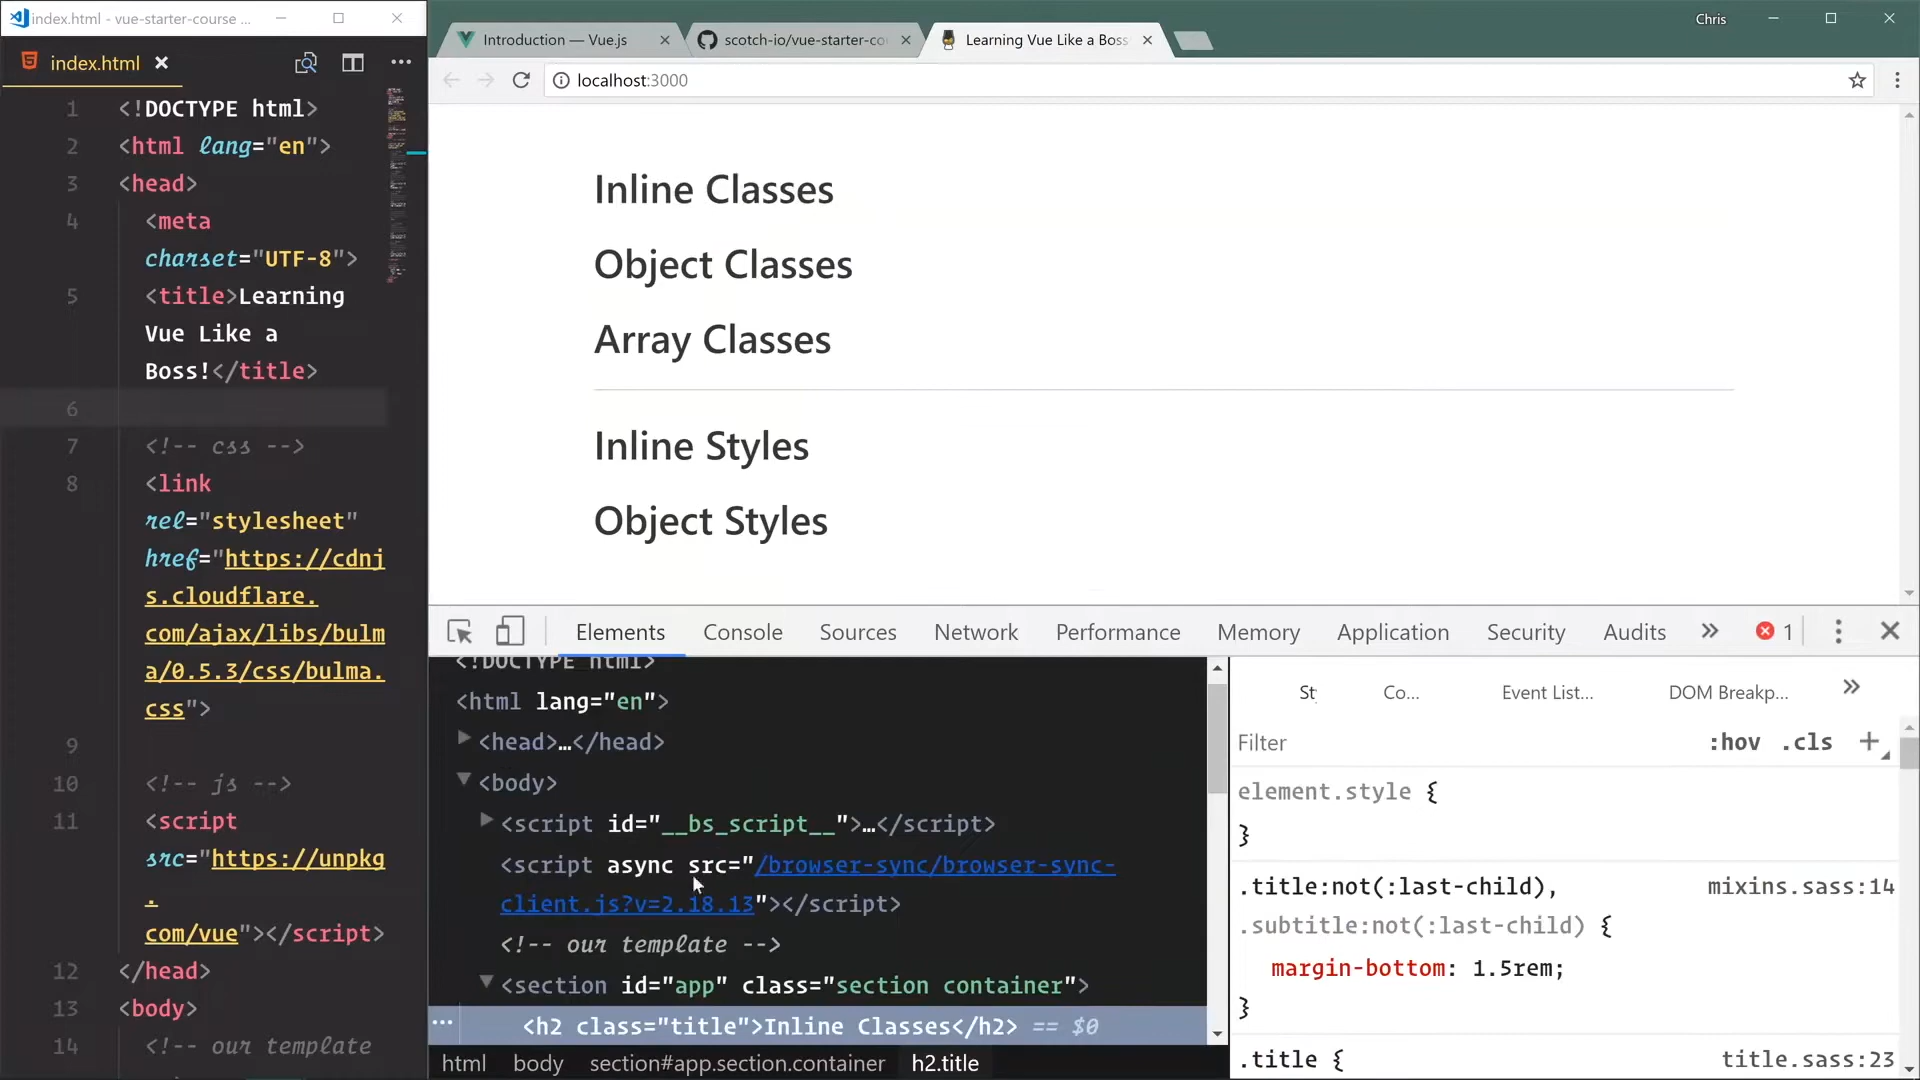 index.html - vue-starter-course ...
index.html
1 <!DOCTYPE html>
2 <html lang="en">
3 <head>
4 <meta
charset="UTF-8">
5 <title>Learning
Vue Like a
Boss!</title>
6
7 <!-- css -->
8 <link
rel="stylesheet"
href="https://cdnj
s.cloudflare.
com/ajax/libs/bulm
a/0.5.3/css/bulma.
css">
9
10 <!-- js -->
11 <script
src="https://unpkg
.
com/vue"></script>
12 </head>
13 <body>
14 <!-- our template
Chris
Introduction — Vue.js
scotch-io/vue-starter-co
Learning Vue Like a Boss
localhost:3000
Inline Classes
Object Classes
Array Classes
Inline Styles
Object Styles
Elements Console Sources Network Performance Memory Application Security Audits 1
<!DOCTYPE html>
<html lang="en">
<head>…</head>
<body>
<script id="__bs_script__">…</script>
<script async src="/browser-sync/browser-sync-
client.js?v=2.18.13"></script>
<!-- our template -->
<section id="app" class="section container">
<h2 class="title">Inline Classes</h2> == $0
html body section#app.section.container h2.title
St Co... Event List... DOM Breakp...
Filter :hov .cls
element.style {
}
.title:not(:last-child), mixins.sass:14
.subtitle:not(:last-child) {
margin-bottom: 1.5rem;
}
.title { title.sass:23